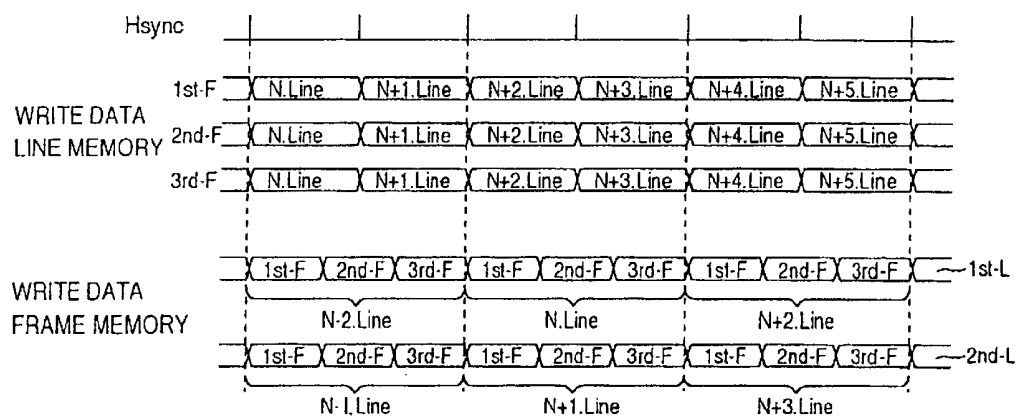 Hsync
1st-F N.Line N+1.Line N+2.Line N+3.Line N+4.Line N+5.Line
WRITE DATA
LINE MEMORY
2nd-F N.Line N+1.Line N+2.Line N+3.Line N+4.Line N+5.Line
3rd-F N.Line N+1.Line N+2.Line N+3.Line N+4.Line N+5.Line
1st-F 2nd-F 3rd-F 1st-F 2nd-F 3rd-F 1st-F 2nd-F 3rd-F 1st-L
WRITE DATA
FRAME MEMORY
N-2.Line N.Line N+2.Line
1st-F 2nd-F 3rd-F 1st-F 2nd-F 3rd-F 1st-F 2nd-F 3rd-F 2nd-L
N-1.Line N+1.Line N+3.Line